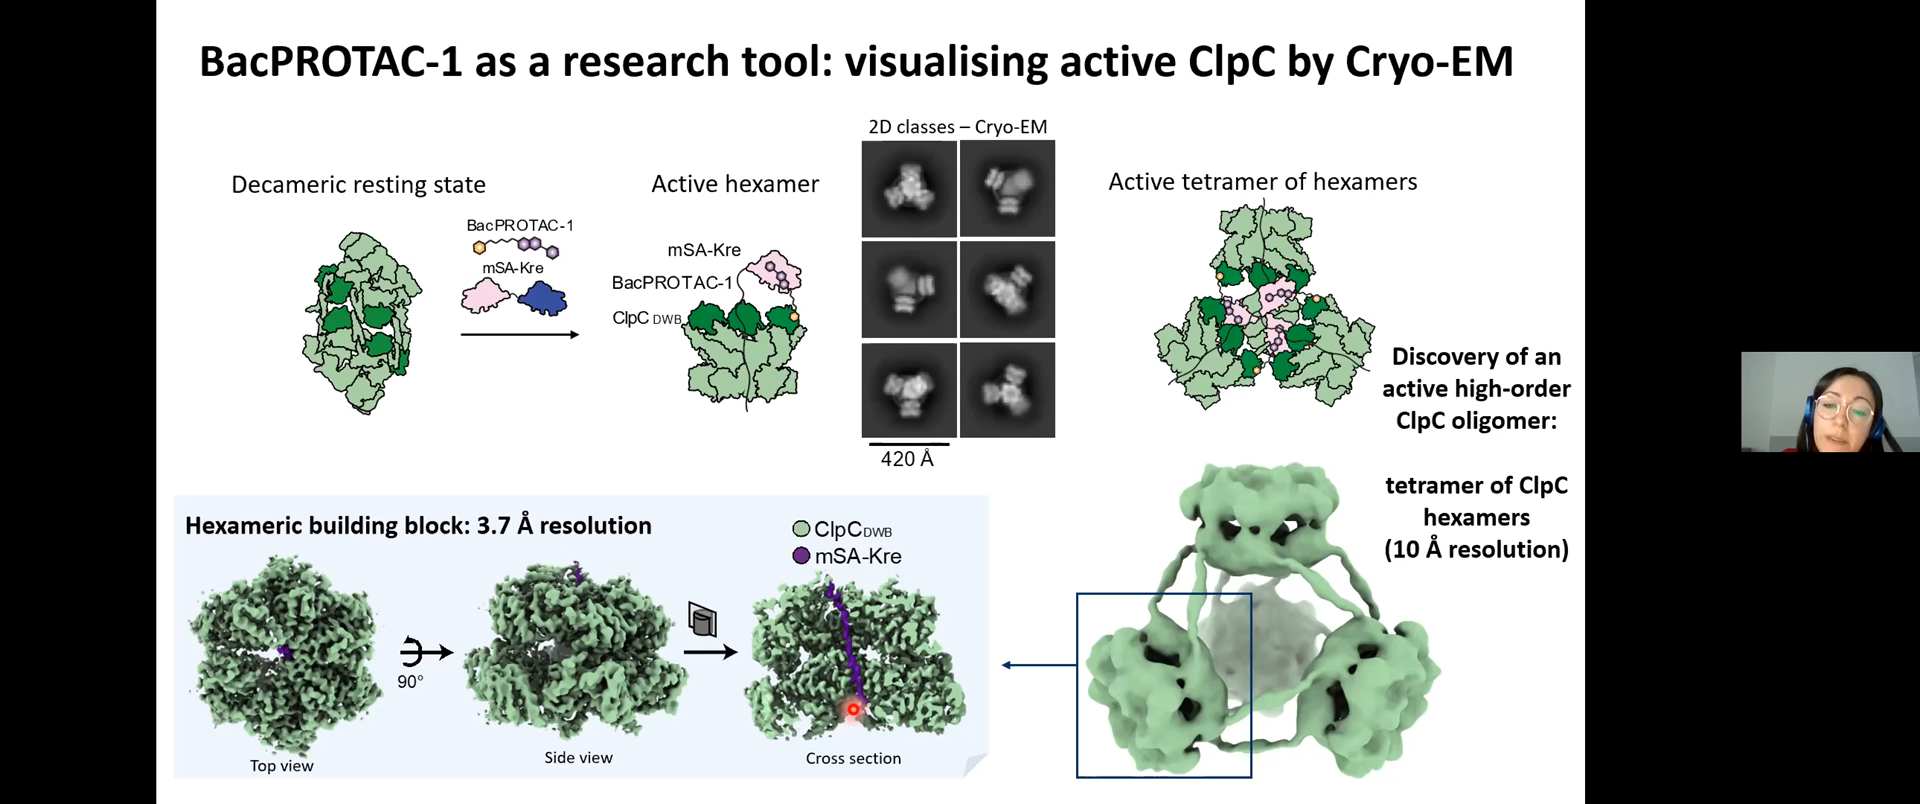 BacPROTAC-1 as a research tool: visualising active ClpC by Cryo-EM
2D classes – Cryo-EM
Decameric resting state
Active hexamer
Active tetramer of hexamers
BacPROTAC-1
mSA-Kre
mSA-Kre
BacPROTAC-1
ClpC DWB
420 Å
Discovery of an
active high-order
ClpC oligomer:
tetramer of ClpC
hexamers
(10 Å resolution)
Hexameric building block: 3.7 Å resolution
ClpCDWB
mSA-Kre
90°
Top view
Side view
Cross section